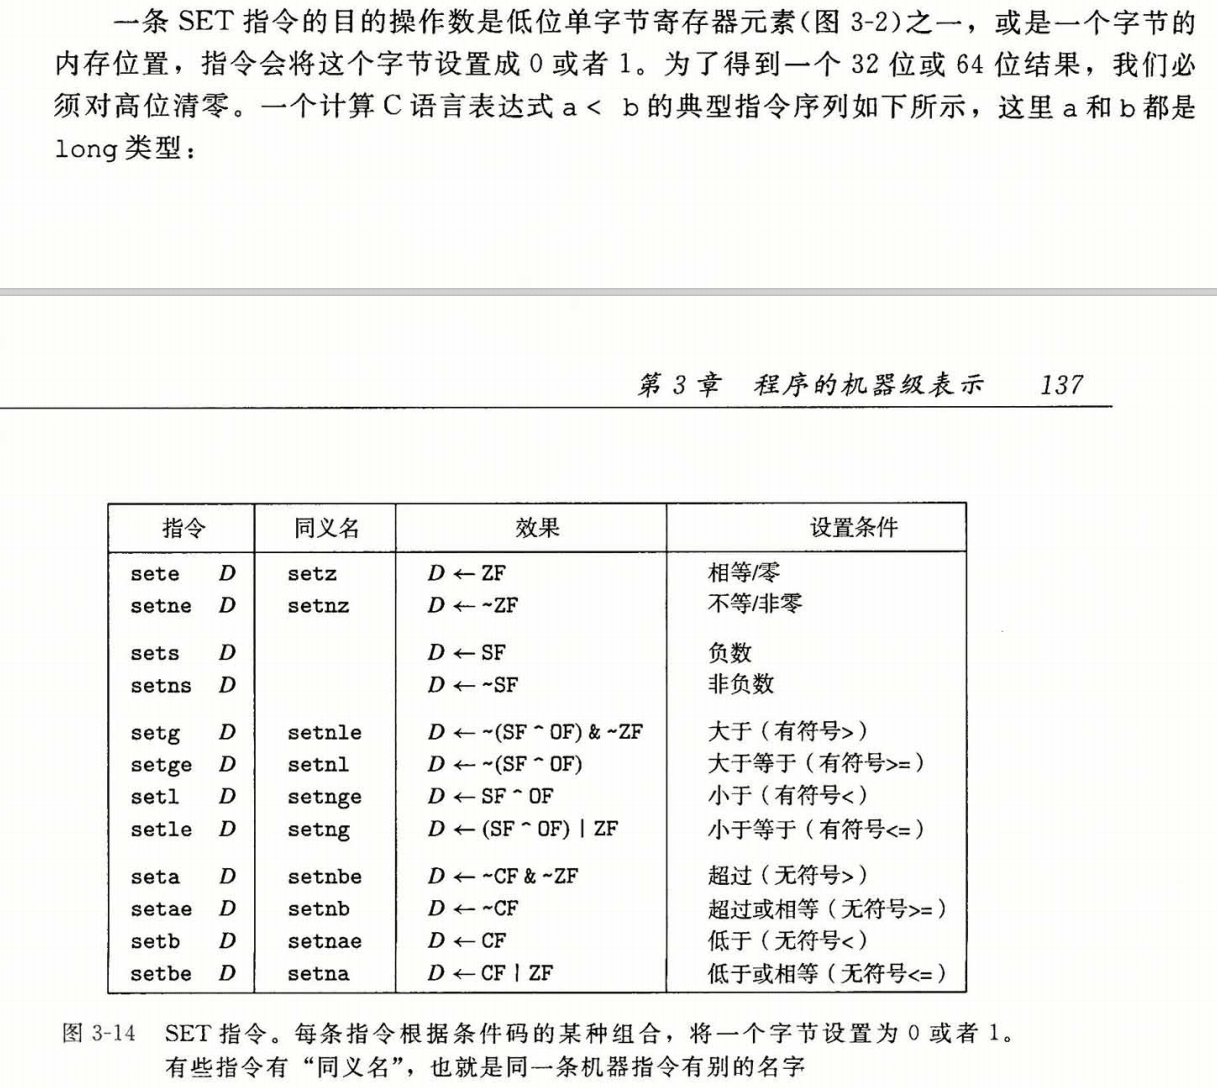 一条 SET 指令的目的操作数是低位单字节寄存器元素(图 3-2)之一，或是一个字节的
内存位置，指令会将这个字节设置成 0 或者 1。为了得到一个 32 位或 64 位结果，我们必
须对高位清零。一个计算 C 语言表达式 a < b 的典型指令序列如下所示，这里 a 和 b 都是
long 类型：
第 3 章 程序的机器级表示 137
指令 同义名 效果 设置条件
sete D setz D ← ZF 相等/零
setne D setnz D ← ~ZF 不等/非零
sets D D ← SF 负数
setns D D ← ~SF 非负数
setg D setnle D ← ~(SF ^ OF) & ~ZF 大于（有符号>）
setge D setnl D ← ~(SF ^ OF) 大于等于（有符号>=）
setl D setnge D ← SF ^ OF 小于（有符号<）
setle D setng D ← (SF ^ OF) | ZF 小于等于（有符号<=）
seta D setnbe D ← ~CF & ~ZF 超过（无符号>）
setae D setnb D ← ~CF 超过或相等（无符号>=）
setb D setnae D ← CF 低于（无符号<）
setbe D setna D ← CF | ZF 低于或相等（无符号<=）
图 3-14 SET 指令。每条指令根据条件码的某种组合，将一个字节设置为 0 或者 1。
有些指令有“同义名”，也就是同一条机器指令有别的名字